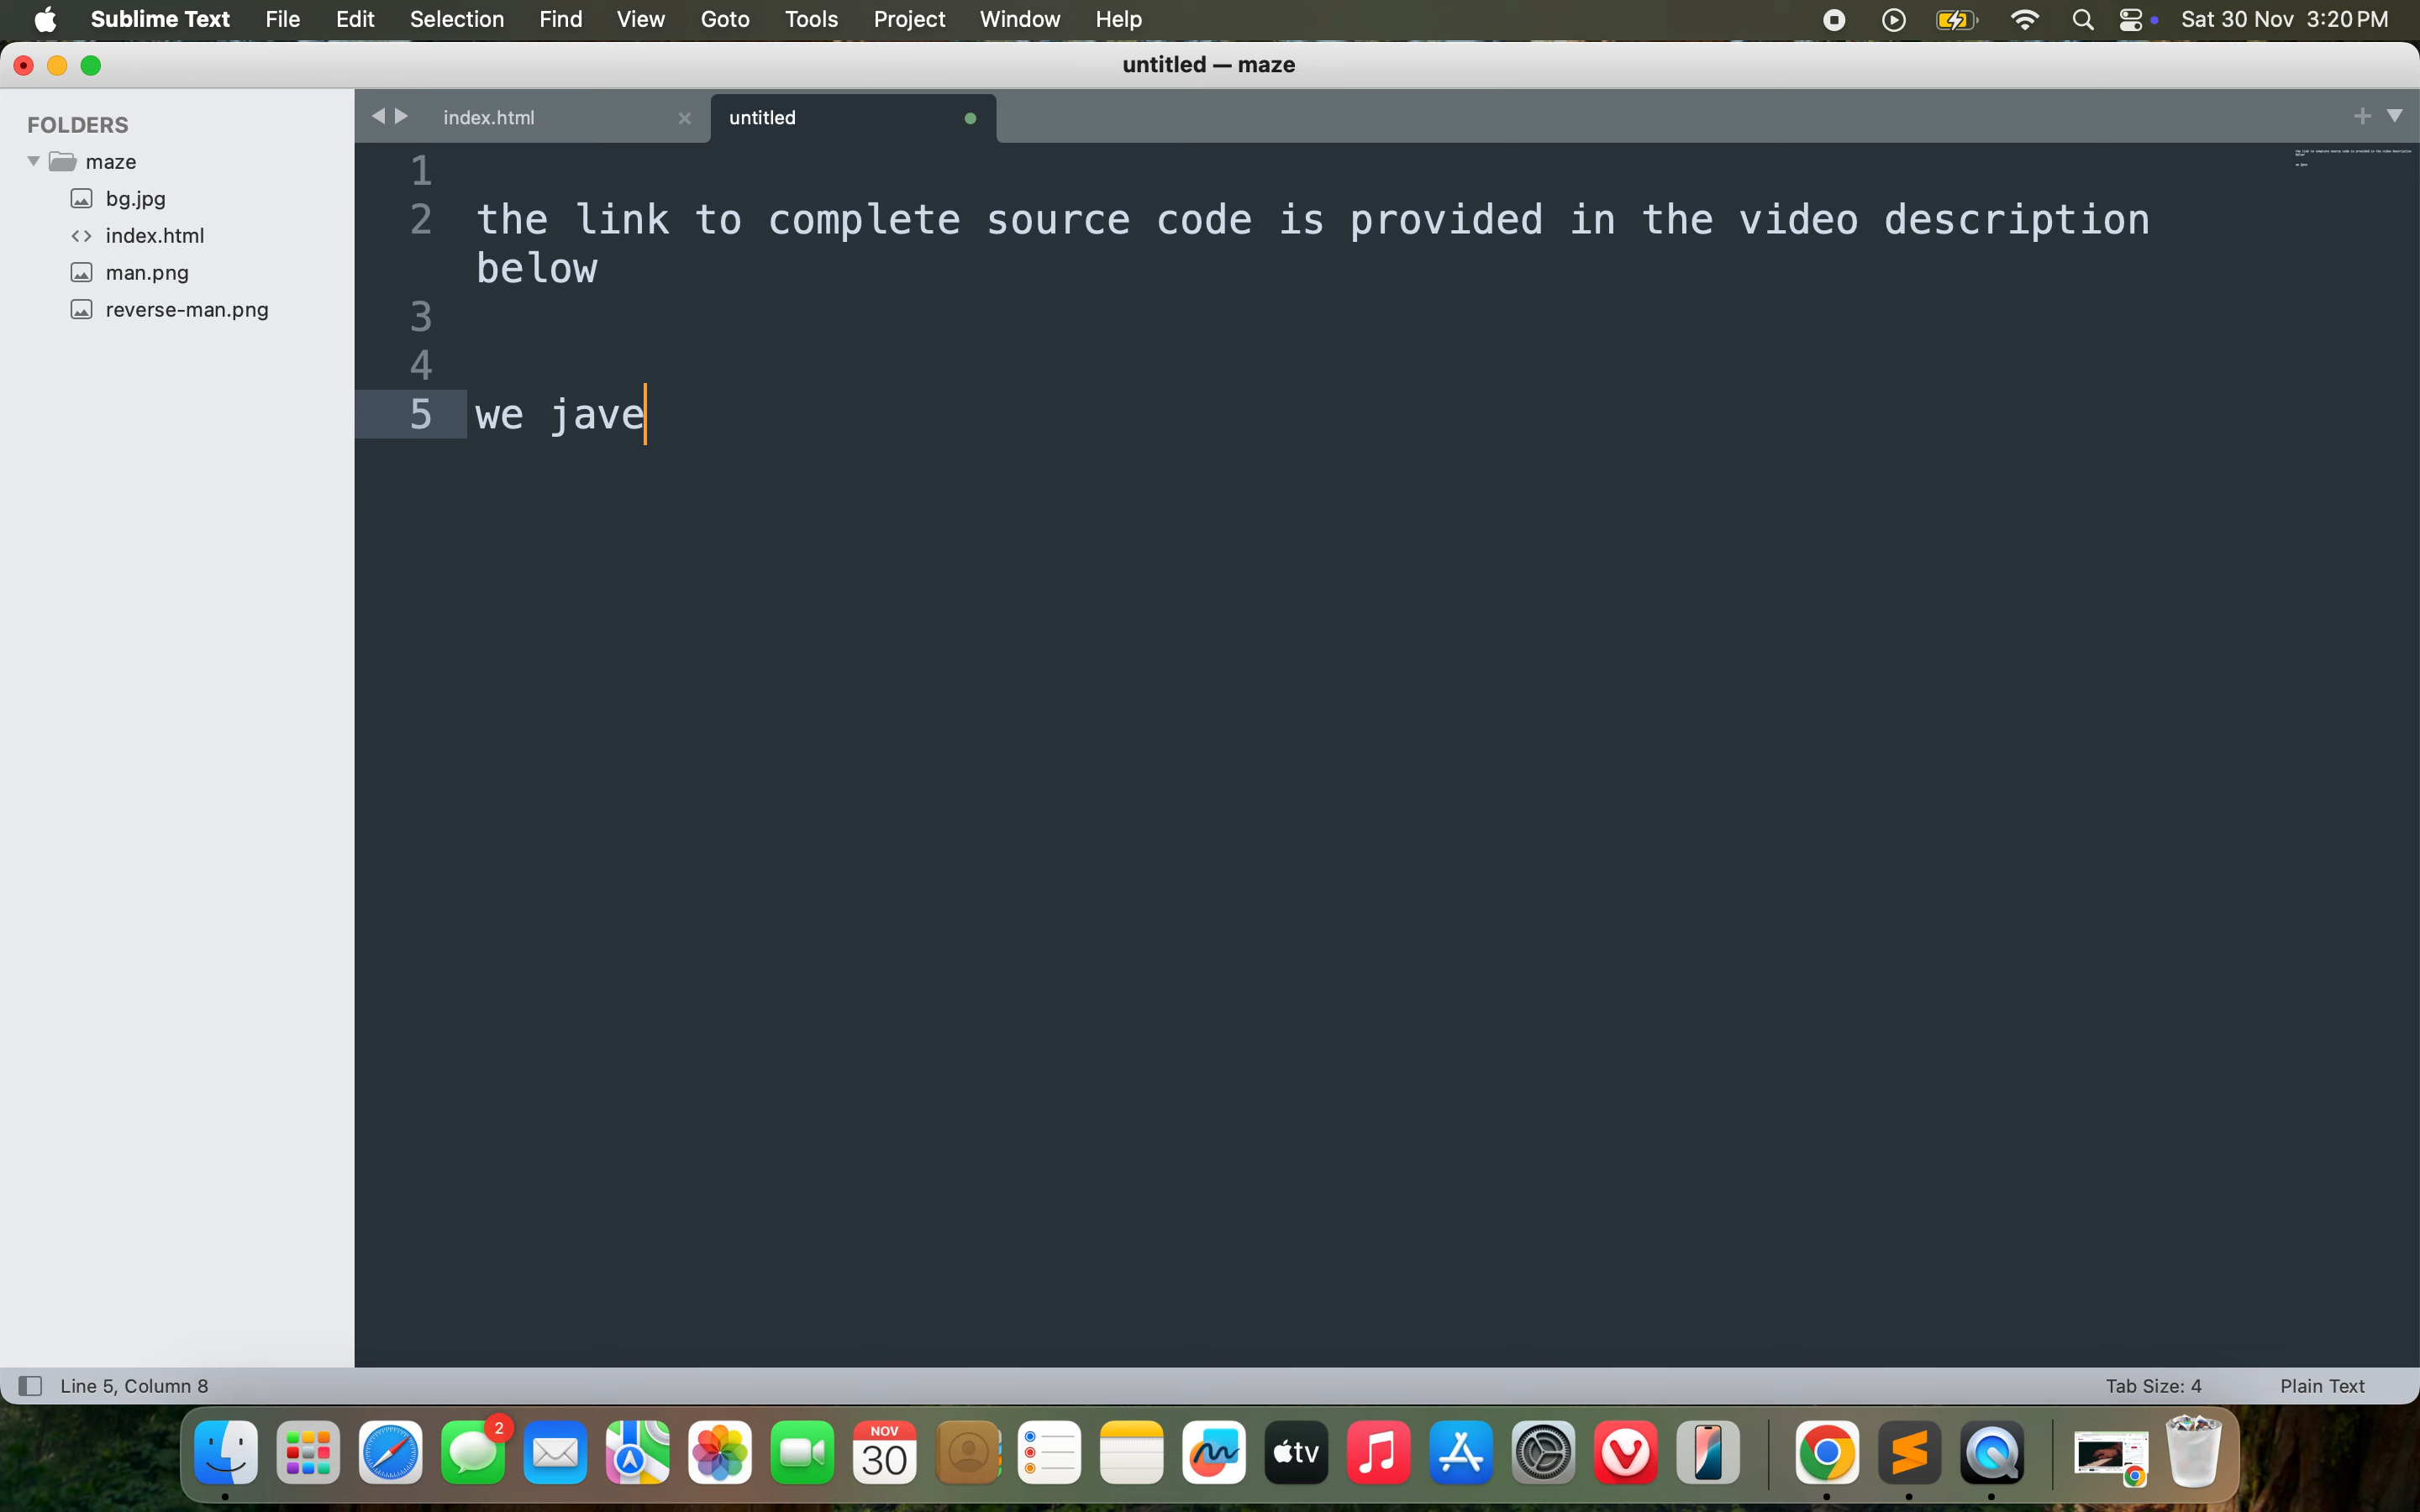 Sublime Text File Edit Selection Find View Goto Tools Project Window Help Sat 30 Nov 3:20 PM
untitled — maze
FOLDERS
maze
bg.jpg
index.html
man.png
reverse-man.png
index.html untitled
1
2 the link to complete source code is provided in the video description
below
3
4
5 we jave
Line 5, Column 8 Tab Size: 4 Plain Text
2
NOV
30
tv